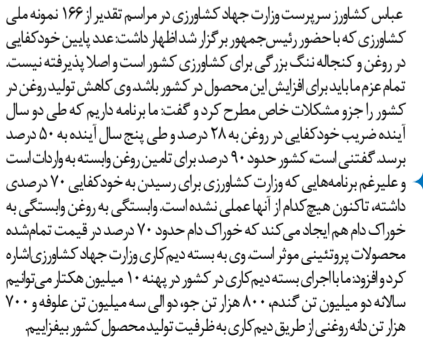 عباس کشاورز سرپرست وزارت جهاد کشاورزی در مراسم تقدیر از ۱۶۶ نمونه ملی
کشاورزی که با حضور رئیس‌جمهور برگزار شد اظهار داشت: عدد پایین خودکفایی
در روغن و کنجاله ننگ بزرگی برای کشاورزی کشور است و اصلا پذیرفته نیست.
تمام عزم ما باید برای افزایش این محصول در کشور باشد. وی کاهش تولید روغن در
کشور را جزو مشکلات خاص مطرح کرد و گفت: ما برنامه داریم که طی دو سال
آینده ضریب خودکفایی در روغن به ۲۸ درصد و طی پنج سال آینده به ۵۰ درصد
برسد. گفتنی است، کشور حدود ۹۰ درصد برای تامین روغن وابسته به واردات است
و علیرغم برنامه‌هایی که وزارت کشاورزی برای رسیدن به خودکفایی ۷۰ درصدی
داشته، تاکنون هیچ‌کدام از آنها عملی نشده است. وابستگی به روغن وابستگی به
خوراک دام هم ایجاد می‌کند که خوراک دام حدود ۷۰ درصد در قیمت تمام‌شده
محصولات پروتئینی موثر است. وی به بسته دیم‌کاری وزارت جهاد کشاورزی اشاره
کرد و افزود: ما با اجرای بسته دیم‌کاری در کشور در پهنه ۱۰ میلیون هکتار می‌توانیم
سالانه دو میلیون تن گندم، ۸۰۰ هزار تن جو، دو الی سه میلیون تن علوفه و ۷۰۰
هزار تن دانه روغنی از طریق دیم‌کاری به ظرفیت تولید محصول کشور بیفزاییم.